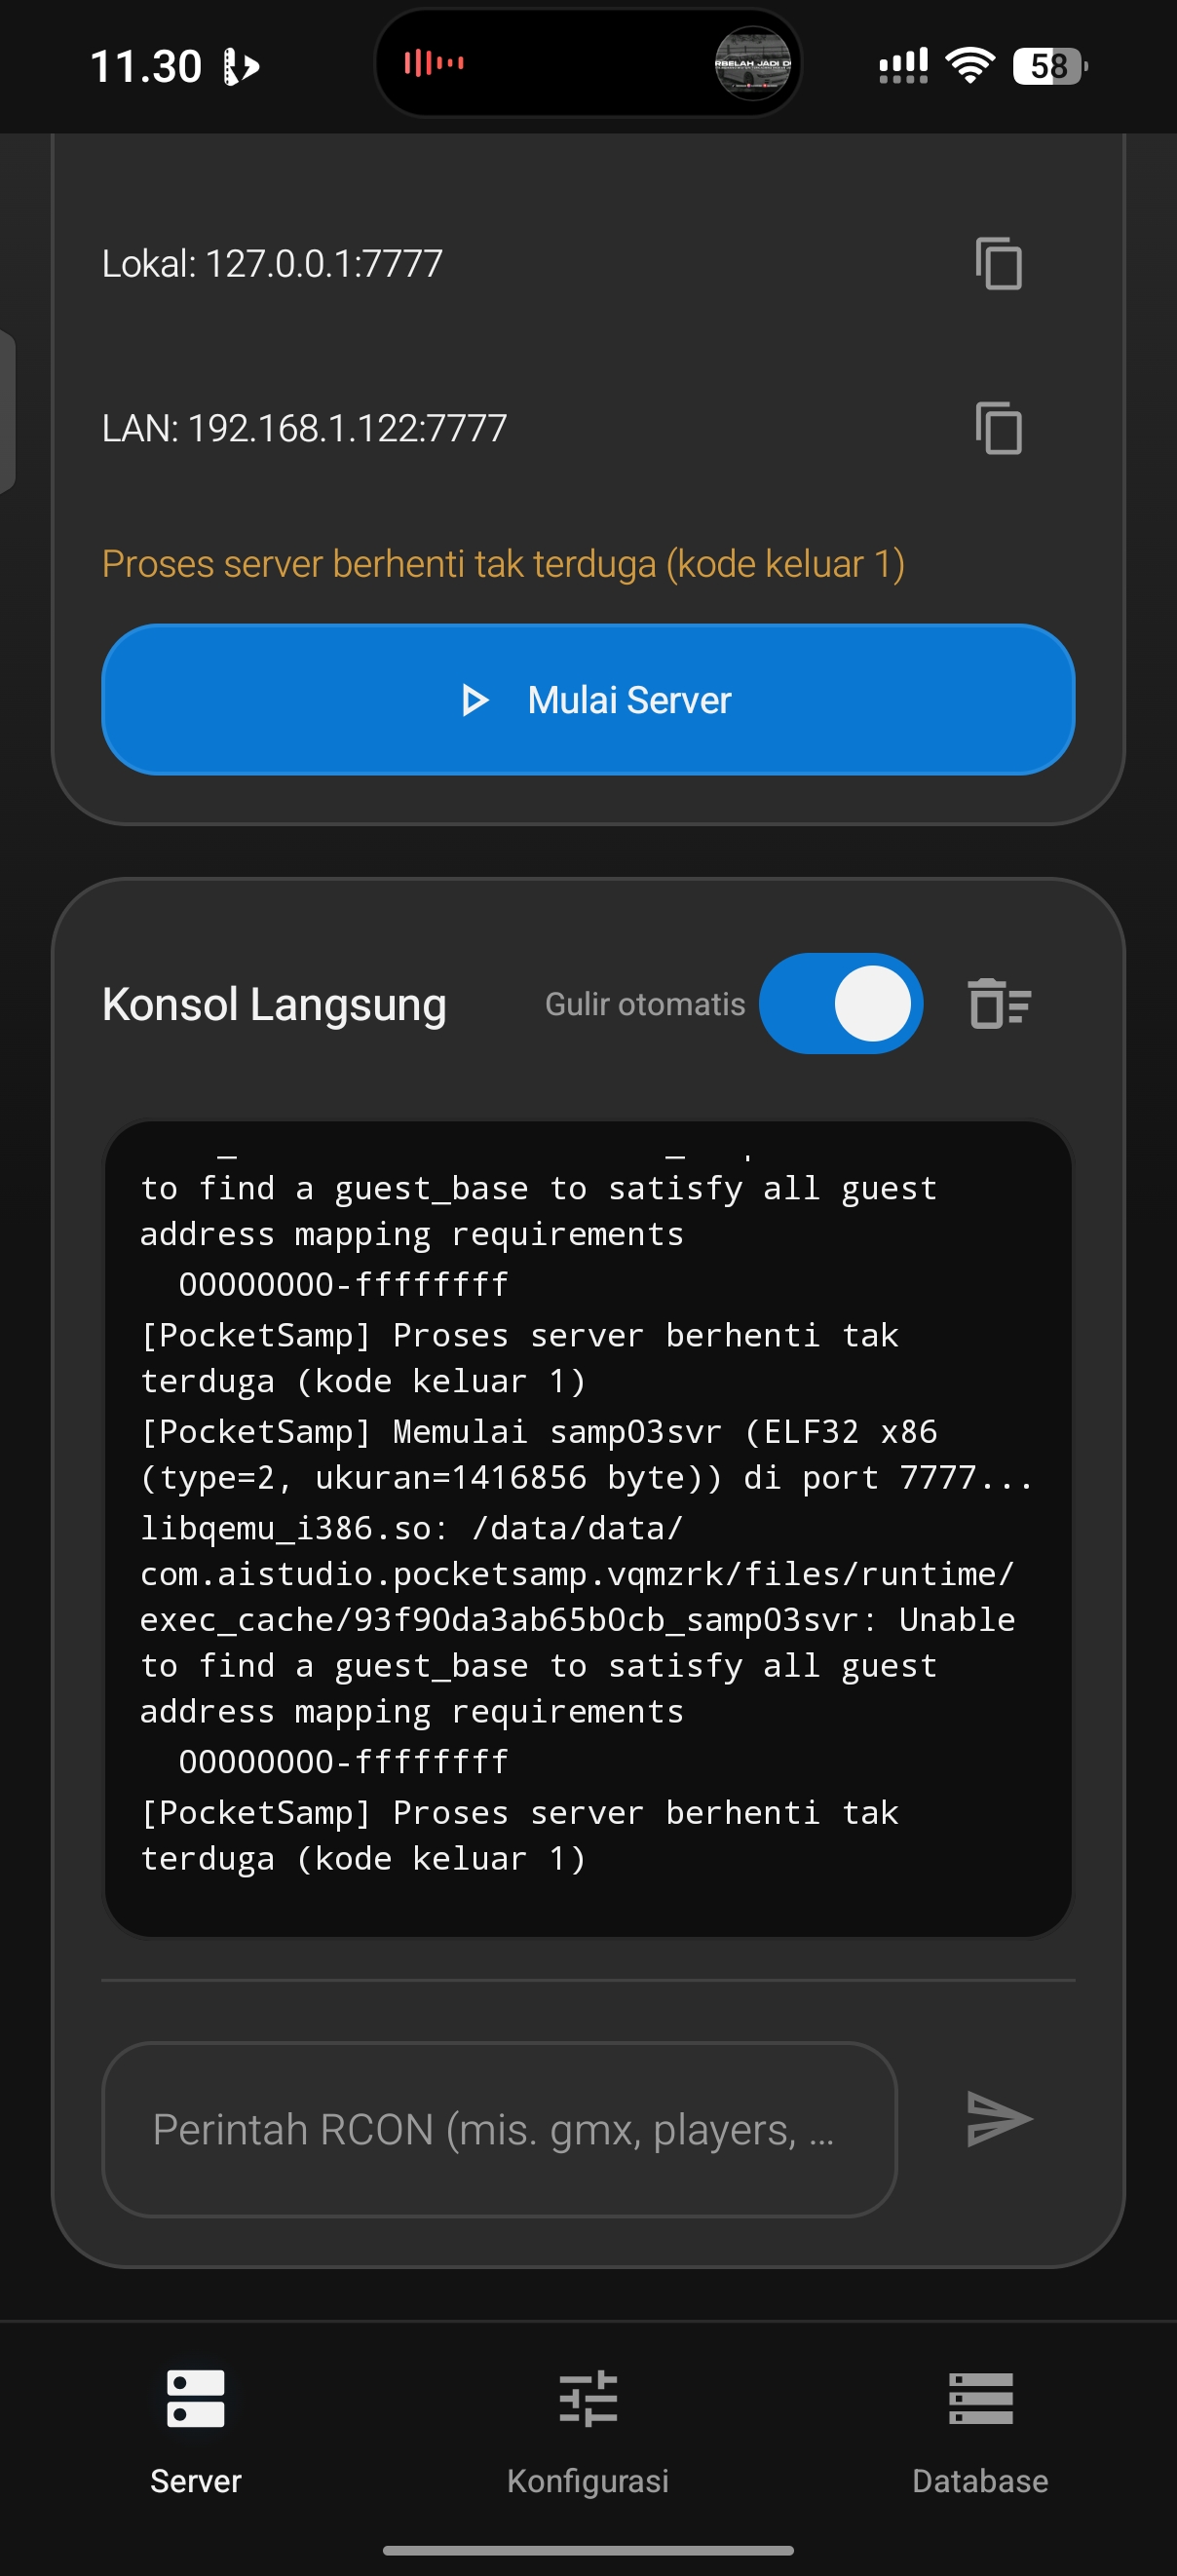 11.30
58
Lokal: 127.0.0.1:7777
LAN: 192.168.1.122:7777
Proses server berhenti tak terduga (kode keluar 1)
Mulai Server
Konsol Langsung
Gulir otomatis
to find a guest_base to satisfy all guest
address mapping requirements
00000000-ffffffff
[PocketSamp] Proses server berhenti tak
terduga (kode keluar 1)
[PocketSamp] Memulai samp03svr (ELF32 x86
(type=2, ukuran=1416856 byte)) di port 7777...
libqemu_i386.so: /data/data/
com.aistudio.pocketsamp.vqmzrk/files/runtime/
exec_cache/93f90da3ab65b0cb_samp03svr: Unable
to find a guest_base to satisfy all guest
address mapping requirements
00000000-ffffffff
[PocketSamp] Proses server berhenti tak
terduga (kode keluar 1)
Perintah RCON (mis. gmx, players, ...
Server
Konfigurasi
Database